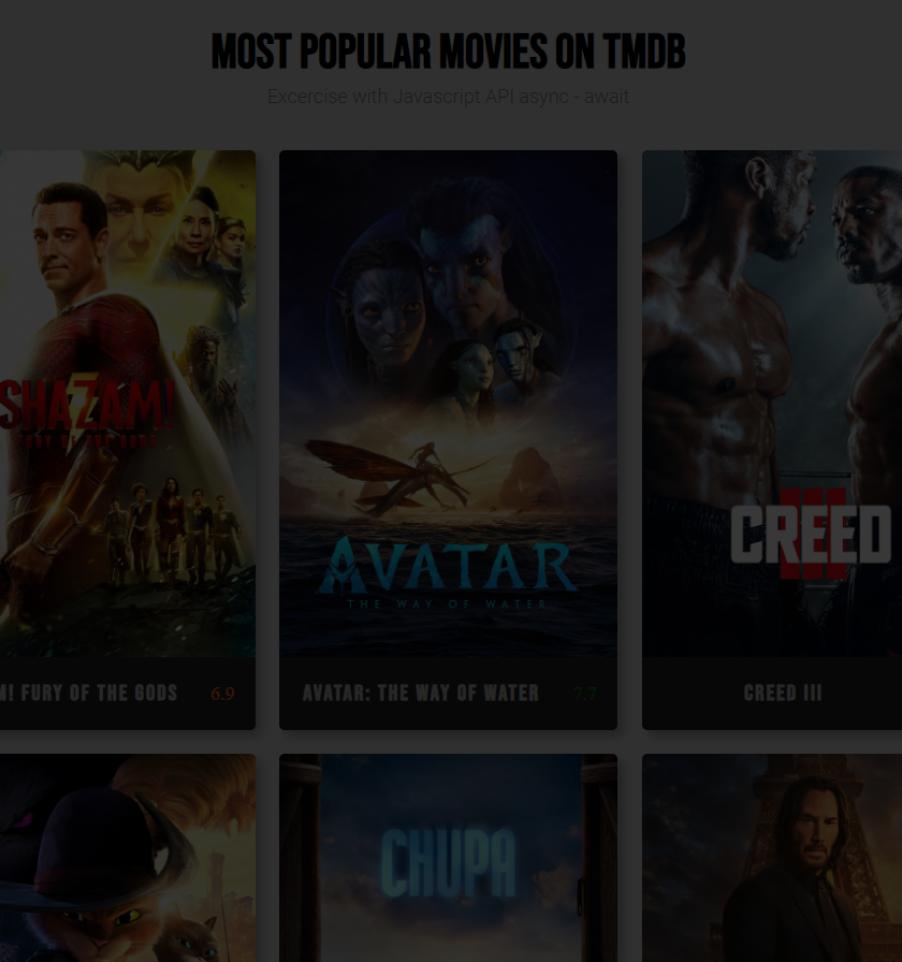 MOST POPULAR MOVIES ON TMDB
Excercise with Javascript API async - await
SHAZAM!
FURY OF THE GODS
AVATAR
THE WAY OF WATER
CREED
III
M! FURY OF THE GODS 6.9
AVATAR: THE WAY OF WATER 7.7
CREED III
CHUPA